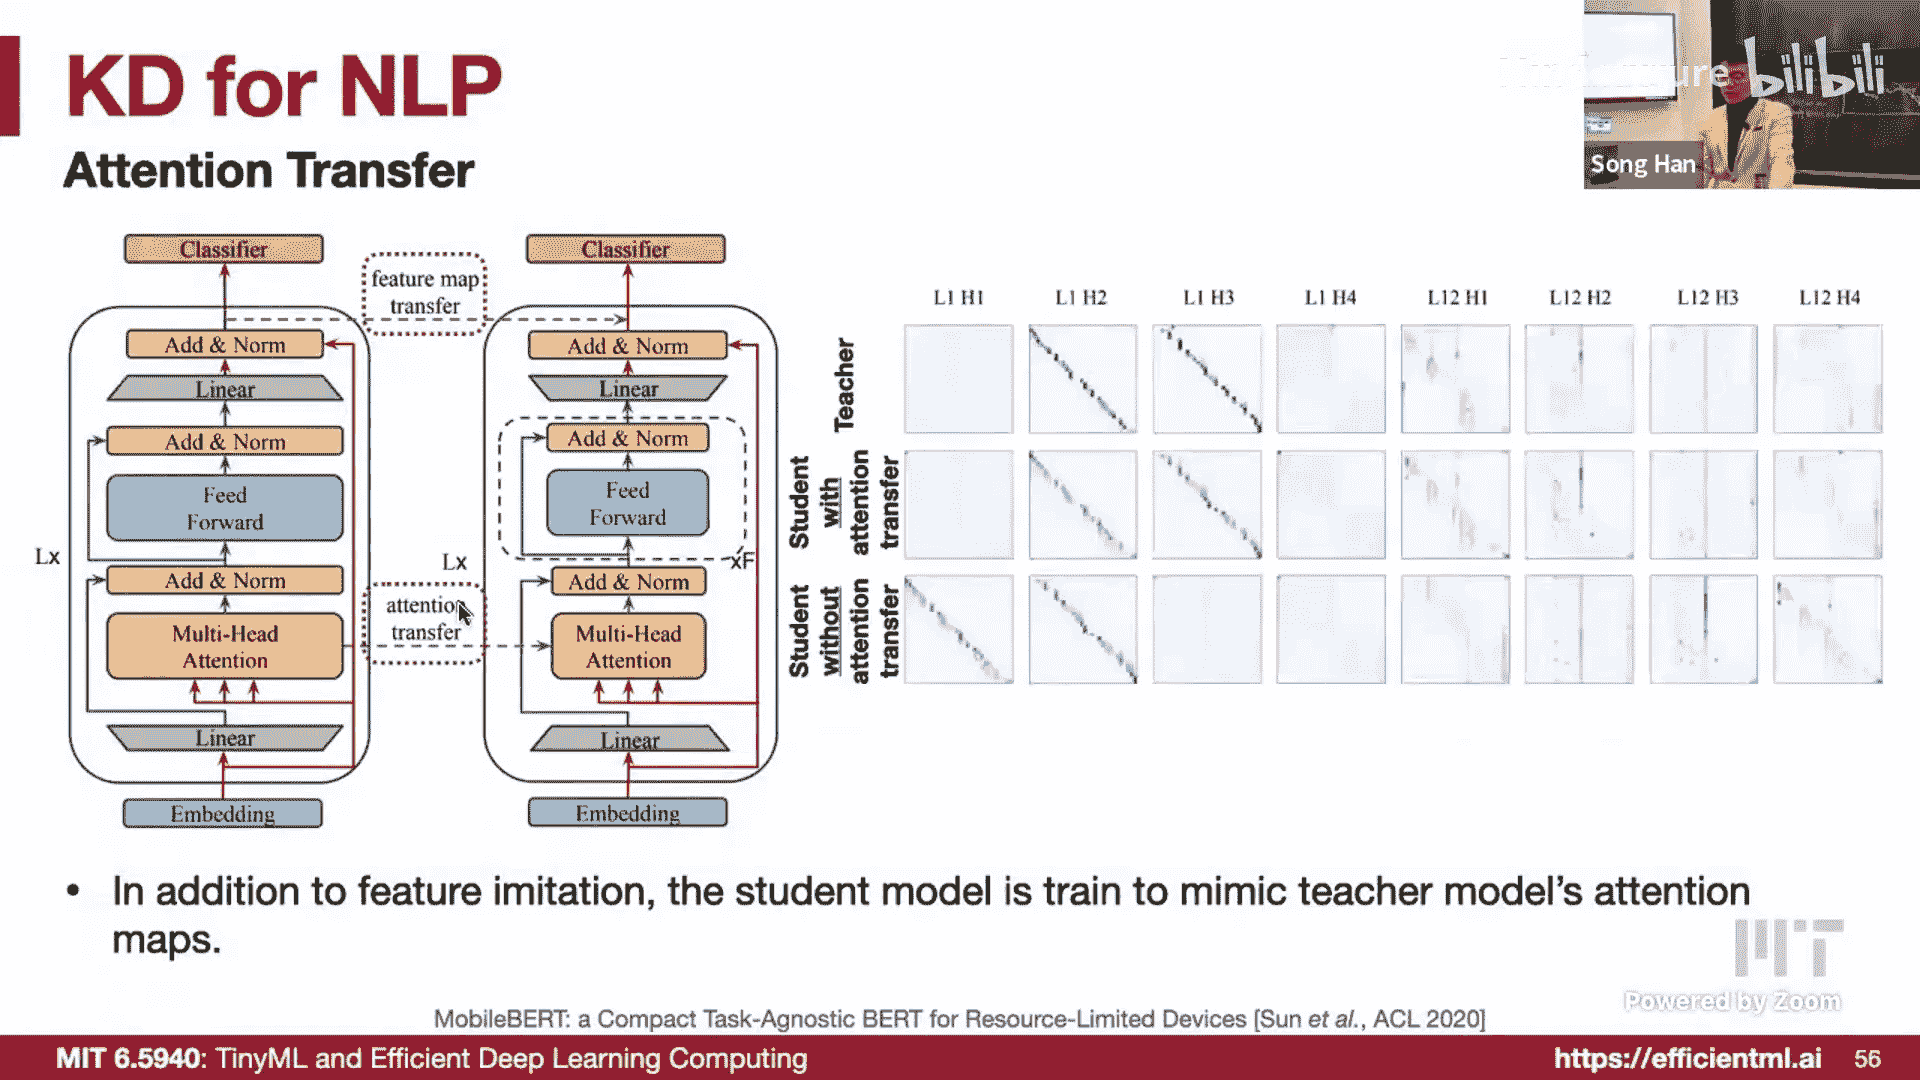 KD for NLP
Attention Transfer
bilibili
Song Han
Classifier
Add & Norm
Linear
Add & Norm
Feed
Forward
Add & Norm
Multi-Head
Attention
Linear
Embedding
Lx
feature map
transfer
attention
transfer
Lx
Classifier
Add & Norm
Linear
Add & Norm
Feed
Forward
xF
Add & Norm
Multi-Head
Attention
Linear
Embedding
L1 H1 L1 H2 L1 H3 L1 H4 L12 H1 L12 H2 L12 H3 L12 H4
Teacher
Student
with
attention
transfer
Student
without
attention
transfer
• In addition to feature imitation, the student model is train to mimic teacher model's attention
maps.
MIT
Powered by Zoom
MobileBERT: a Compact Task-Agnostic BERT for Resource-Limited Devices [Sun et al., ACL 2020]
MIT 6.5940: TinyML and Efficient Deep Learning Computing
https://efficientml.ai 56